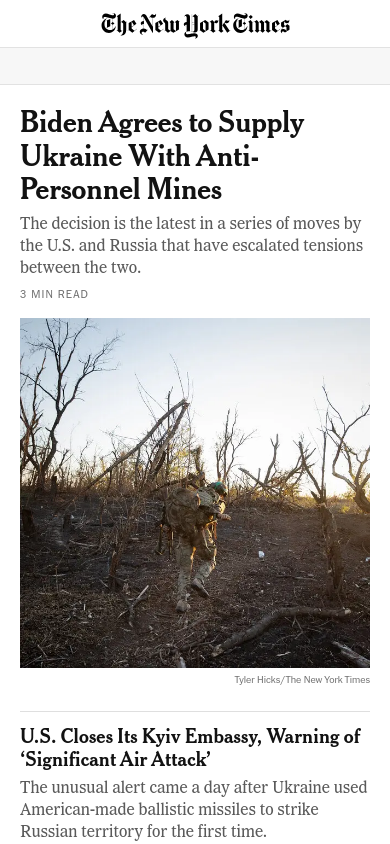 The New York Times
Biden Agrees to Supply
Ukraine With Anti-
Personnel Mines
The decision is the latest in a series of moves by
the U.S. and Russia that have escalated tensions
between the two.
3 MIN READ
Tyler Hicks/The New York Times
U.S. Closes Its Kyiv Embassy, Warning of
‘Significant Air Attack’
The unusual alert came a day after Ukraine used
American-made ballistic missiles to strike
Russian territory for the first time.